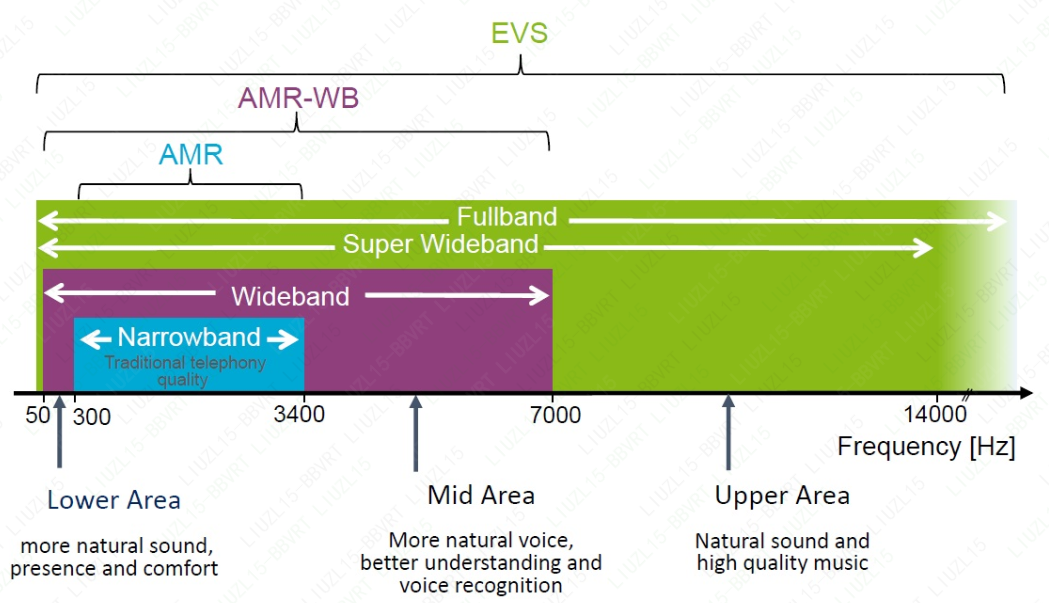 EVS
AMR-WB
AMR
Fullband
Super Wideband
Wideband
Narrowband
Traditional telephony
quality
50 300 3400 7000 14000
Frequency [Hz]
Lower Area
more natural sound,
presence and comfort
Mid Area
More natural voice,
better understanding and
voice recognition
Upper Area
Natural sound and
high quality music
LIUZL15-BBVRT